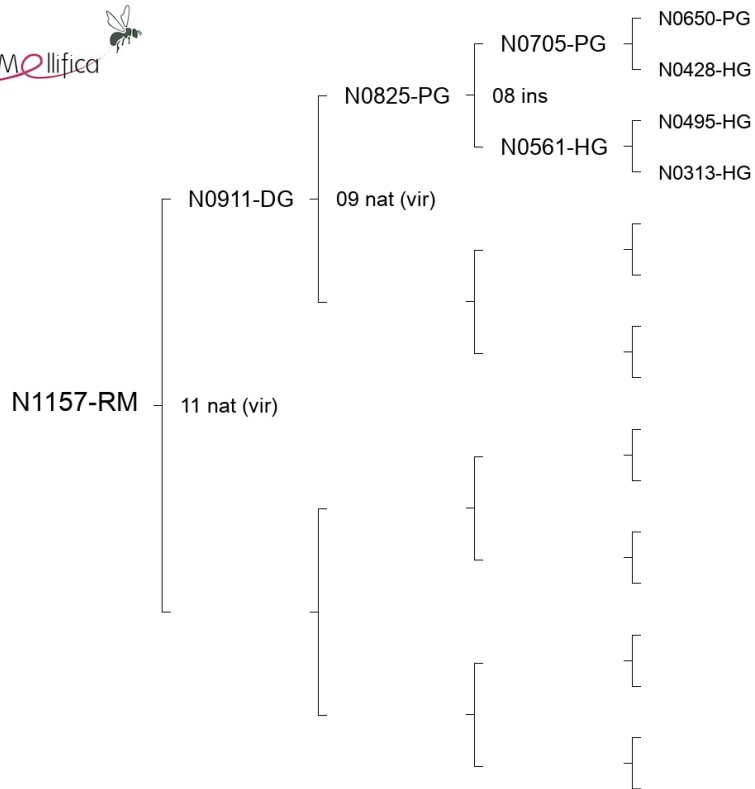 N0650-PG
Mellifica
N0705-PG
N0428-HG
N0825-PG
08 ins
N0495-HG
N0561-HG
N0313-HG
N0911-DG
09 nat (vir)
N1157-RM
11 nat (vir)